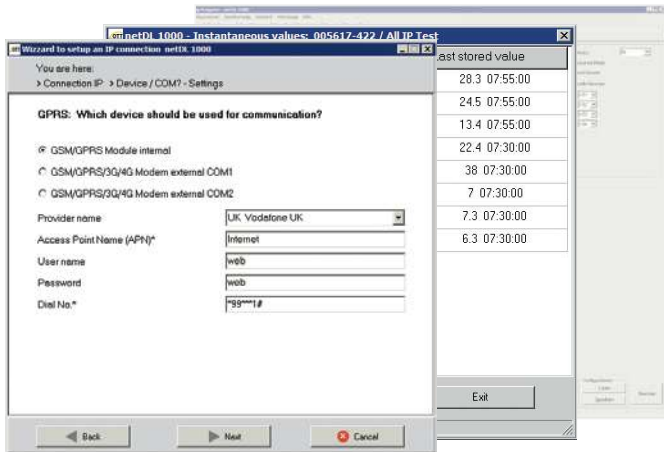 netDL 1000 - Instantaneous values: 005617-422 / All IP Test
Wizzard to setup an IP connection netDL 1000
You are here:
> Connection IP > Device / COM? - Settings
GPRS: Which device should be used for communication?
GSM/GPRS Module internal
GSM/GPRS/3G/4G Modem external COM1
GSM/GPRS/3G/4G Modem external COM2
Provider name UK Vodafone UK
Access Point Name (APN)* Internet
User name web
Password web
Dial No.* *99***1#
Back Next Cancel
Last stored value
28.3 07:55:00
24.5 07:55:00
13.4 07:55:00
22.4 07:30:00
38 07:30:00
7 07:30:00
7.3 07:30:00
6.3 07:30:00
Exit